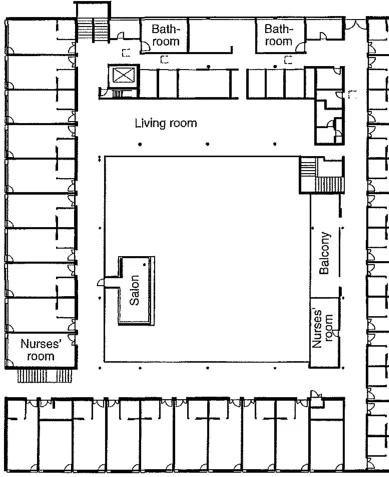 Bath-
room
Bath-
room
Living room
Balcony
Salon
Nurses'
room
Nurses'
room